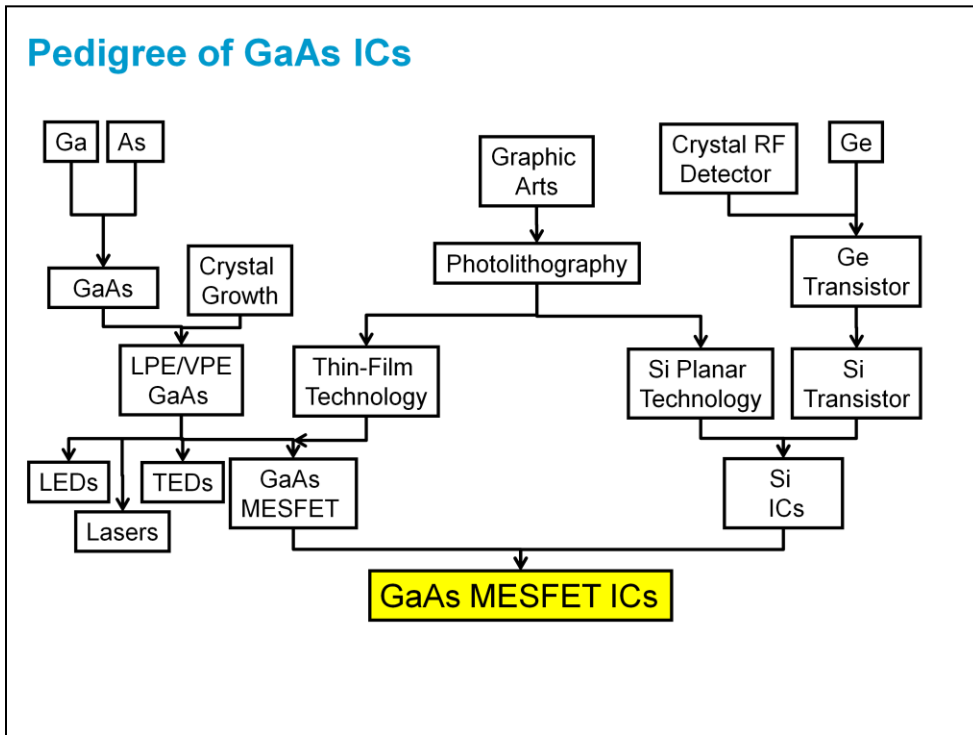 Pedigree of GaAs ICs
Ga
As
Graphic
Arts
Crystal RF
Detector
Ge
GaAs
Crystal
Growth
Photolithography
Ge
Transistor
LPE/VPE
GaAs
Thin-Film
Technology
Si Planar
Technology
Si
Transistor
LEDs
Lasers
TEDs
GaAs
MESFET
Si
ICs
GaAs MESFET ICs